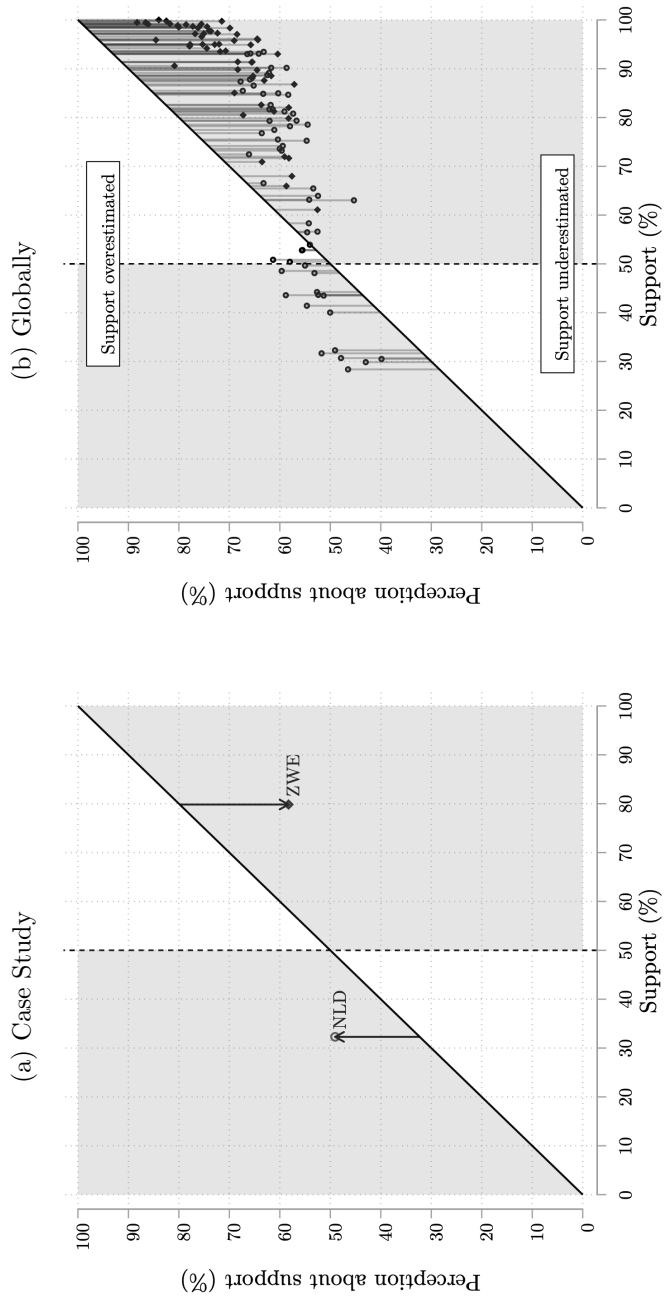 (a) Case Study
Perception about support (%)
100
90
80
70
60
50
40
30
20
10
0
NLD
ZWE
0 10 20 30 40 50 60 70 80 90 100
Support (%)
(b) Globally
Perception about support (%)
100
90
80
70
60
50
40
30
20
10
0
Support overestimated
Support underestimated
0 10 20 30 40 50 60 70 80 90 100
Support (%)